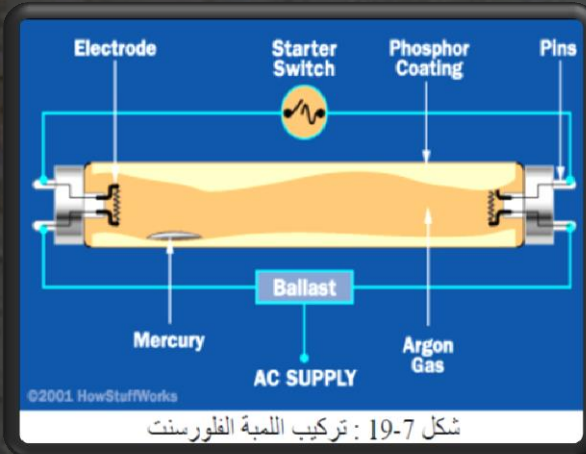 Electrode
Starter
Switch
Phosphor
Coating
Pins
Ballast
Mercury
AC SUPPLY
Argon
Gas
©2001 HowStuffWorks
شكل 7-19 : تركيب اللمبة الفلورسنت